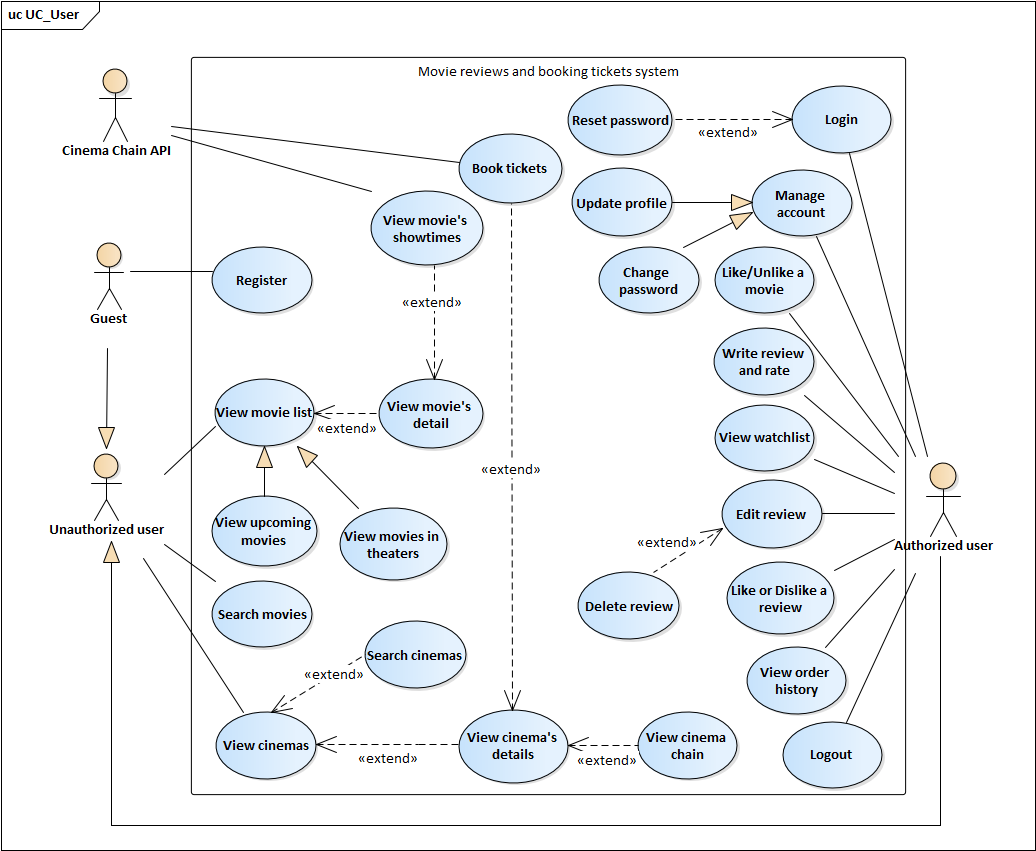 uc UC_User
Movie reviews and booking tickets system
Cinema Chain API
Reset password
«extend»
Login
Book tickets
Update profile
Manage
account
View movie's
showtimes
Guest
Register
Change
password
Like/Unlike a
movie
«extend»
Write review
and rate
View movie list
«extend»
View movie's
detail
View watchlist
«extend»
Unauthorized user
View upcoming
movies
View movies in
theaters
Edit review
«extend»
Authorized user
Delete review
Like or Dislike a
review
Search movies
Search cinemas
«extend»
View order
history
View cinemas
«extend»
View cinema's
details
«extend»
View cinema
chain
Logout